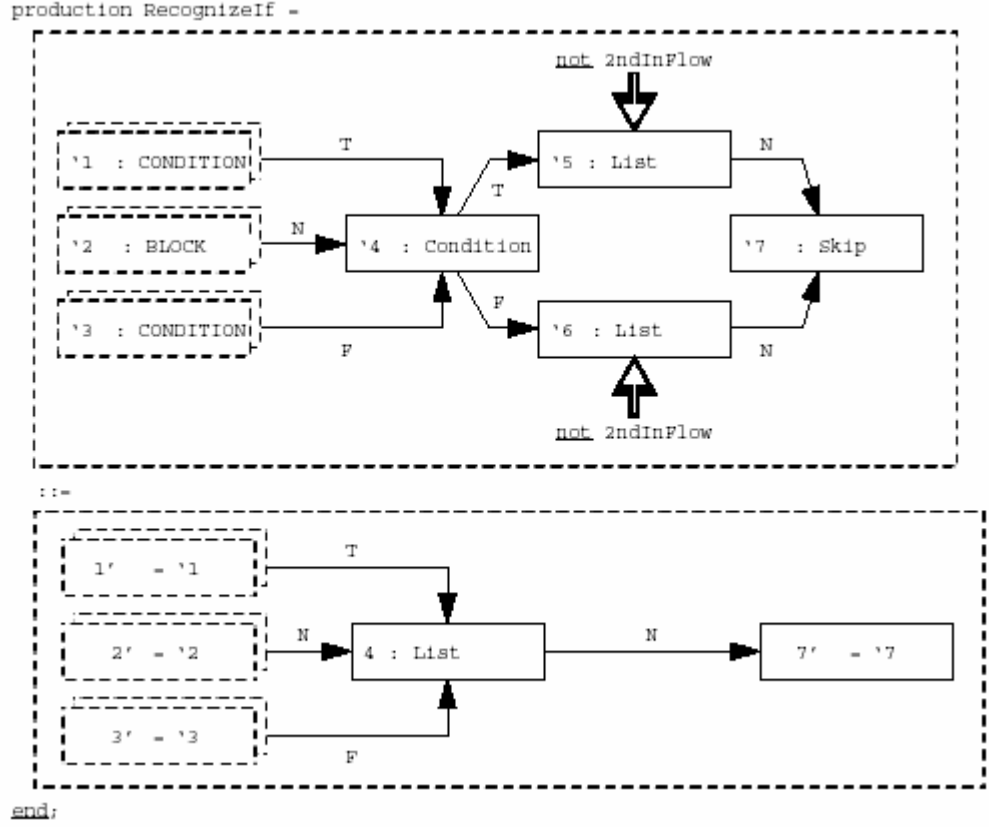 production RecognizeIf =
not 2ndInFlow
'1 : CONDITION
T
'5 : List
N
T
'2 : BLOCK
N
'4 : Condition
'7 : Skip
F
'3 : CONDITION
F
'6 : List
N
not 2ndInFlow
::=
1' = '1
T
2' = '2
N
4 : List
N
7' = '7
3' = '3
F
end;